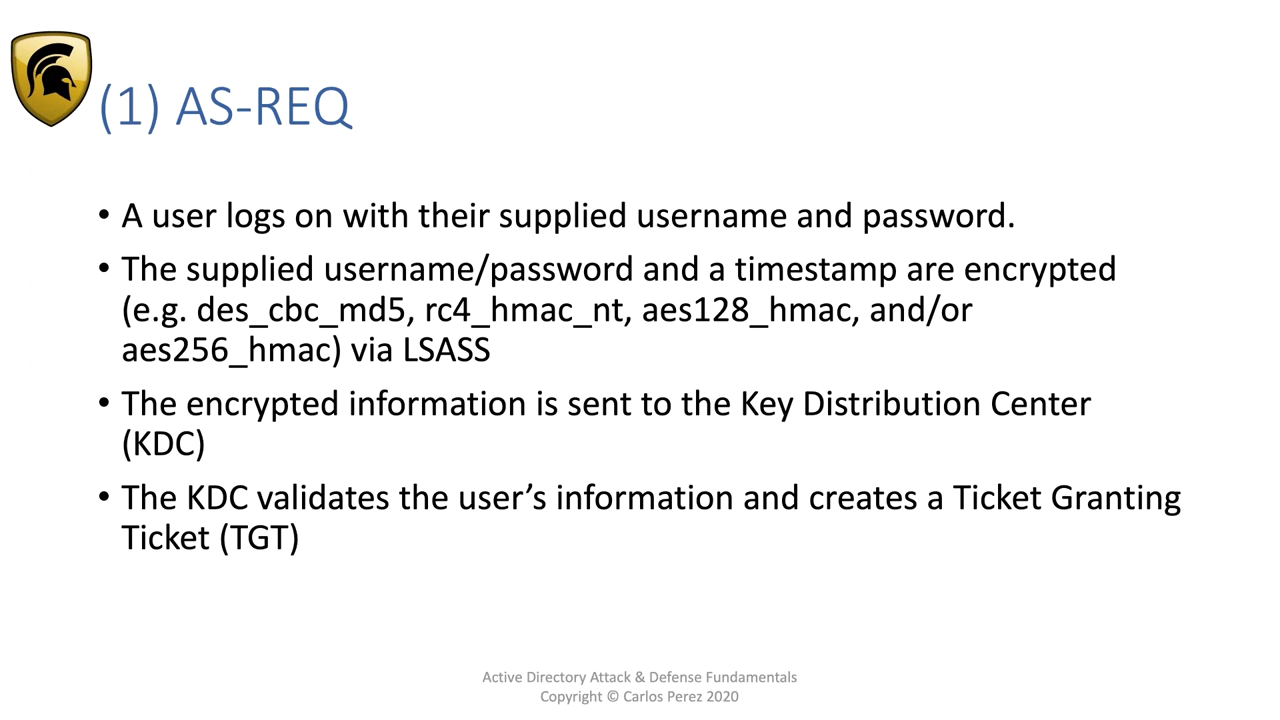 (1) AS-REQ
• A user logs on with their supplied username and password.
• The supplied username/password and a timestamp are encrypted
(e.g. des_cbc_md5, rc4_hmac_nt, aes128_hmac, and/or
aes256_hmac) via LSASS
• The encrypted information is sent to the Key Distribution Center
(KDC)
• The KDC validates the user’s information and creates a Ticket Granting
Ticket (TGT)
Active Directory Attack & Defense Fundamentals
Copyright © Carlos Perez 2020